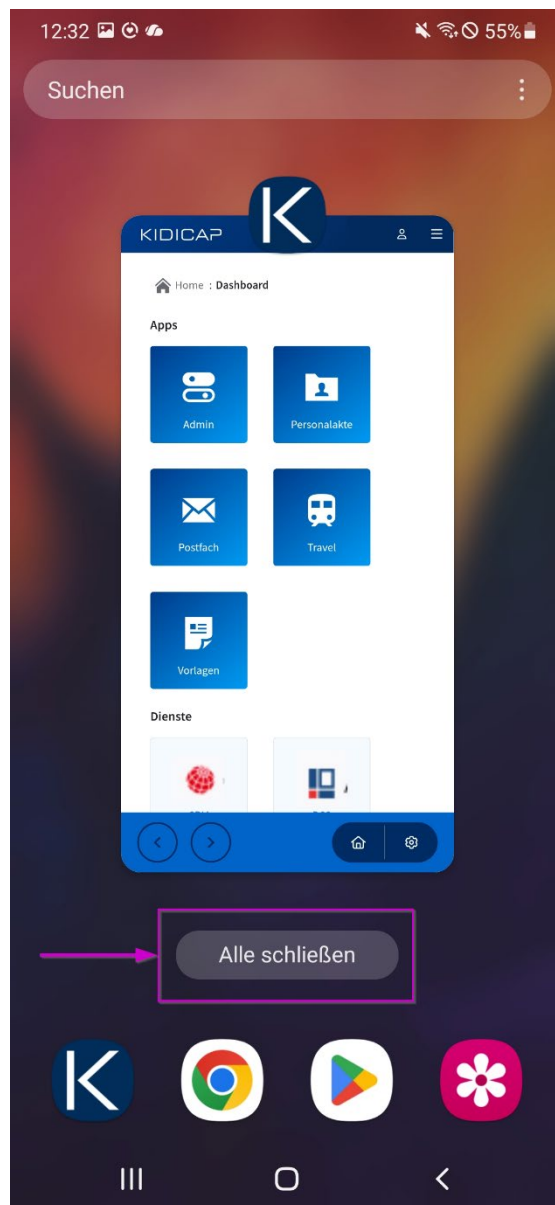 12:32 55%
Suchen
KIDICAP
Home : Dashboard
Apps
Admin Personalakte
Postfach Travel
Vorlagen
Dienste
Alle schließen